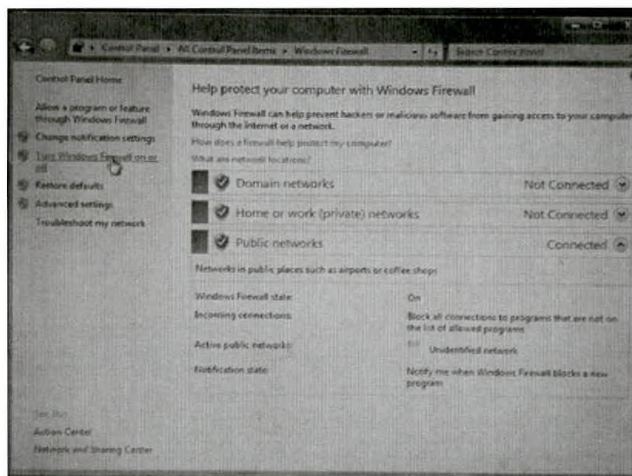 Control Panel
All Control Panel Items
Windows Firewall
Search Control Panel
Control Panel Home
Allow a program or feature
through Windows Firewall
Change notification settings
Turn Windows Firewall on or
off
Restore defaults
Advanced settings
Troubleshoot my network
See also
Action Center
Network and Sharing Center
Help protect your computer with Windows Firewall
Windows Firewall can help prevent hackers or malicious software from gaining access to your computer
through the internet or a network.
How does a firewall help protect my computer?
What are network locations?
Domain networks Not Connected
Home or work (private) networks Not Connected
Public networks Connected
Networks in public places such as airports or coffee shops
Windows Firewall state: On
Incoming connections: Block all connections to programs that are not on
the list of allowed programs
Active public networks: Unidentified network
Notification state: Notify me when Windows Firewall blocks a new
program